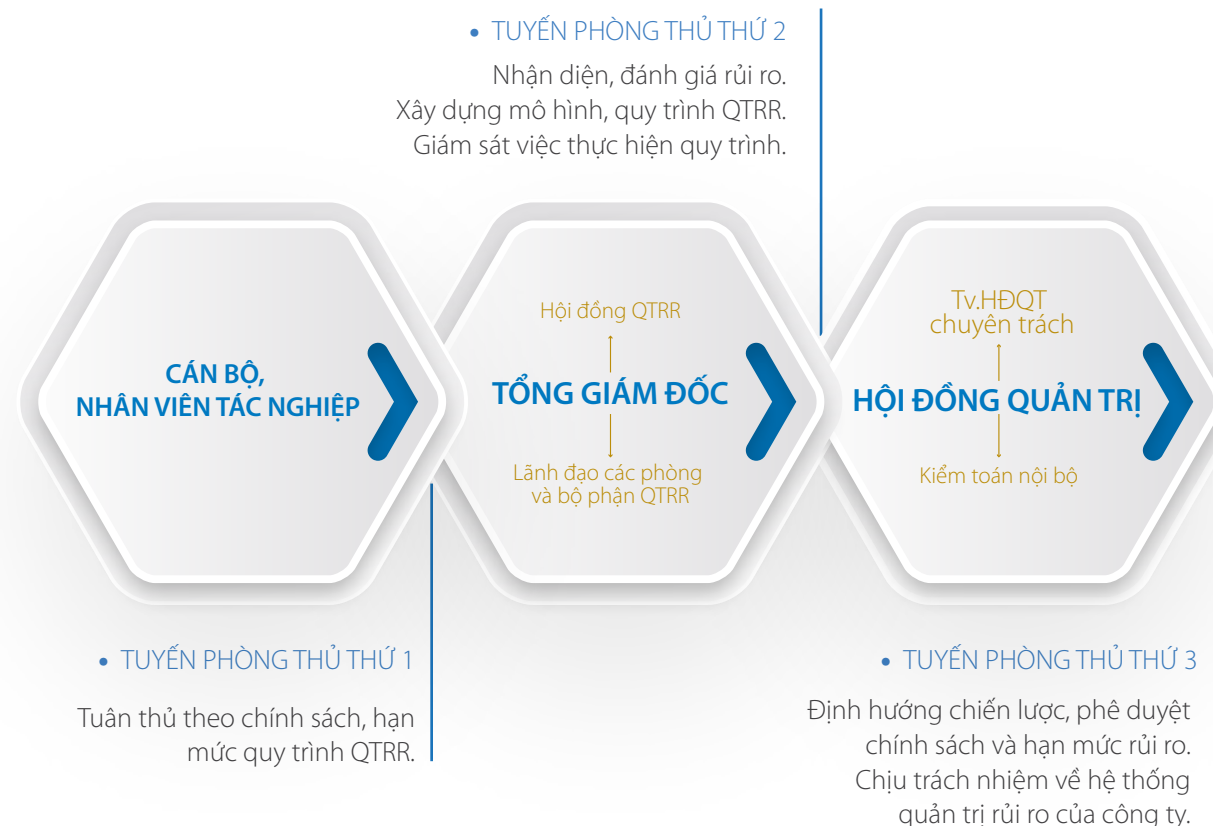 • TUYẾN PHÒNG THỦ THỨ 2
Nhận diện, đánh giá rủi ro.
Xây dựng mô hình, quy trình QTRR.
Giám sát việc thực hiện quy trình.
CÁN BỘ,
NHÂN VIÊN TÁC NGHIỆP
Hội đồng QTRR
TỔNG GIÁM ĐỐC
Lãnh đạo các phòng
và bộ phận QTRR
Tv.HĐQT
chuyên trách
HỘI ĐỒNG QUẢN TRỊ
Kiểm toán nội bộ
• TUYẾN PHÒNG THỦ THỨ 1
Tuân thủ theo chính sách, hạn
mức quy trình QTRR.
• TUYẾN PHÒNG THỦ THỨ 3
Định hướng chiến lược, phê duyệt
chính sách và hạn mức rủi ro.
Chịu trách nhiệm về hệ thống
quản trị rủi ro của công ty.